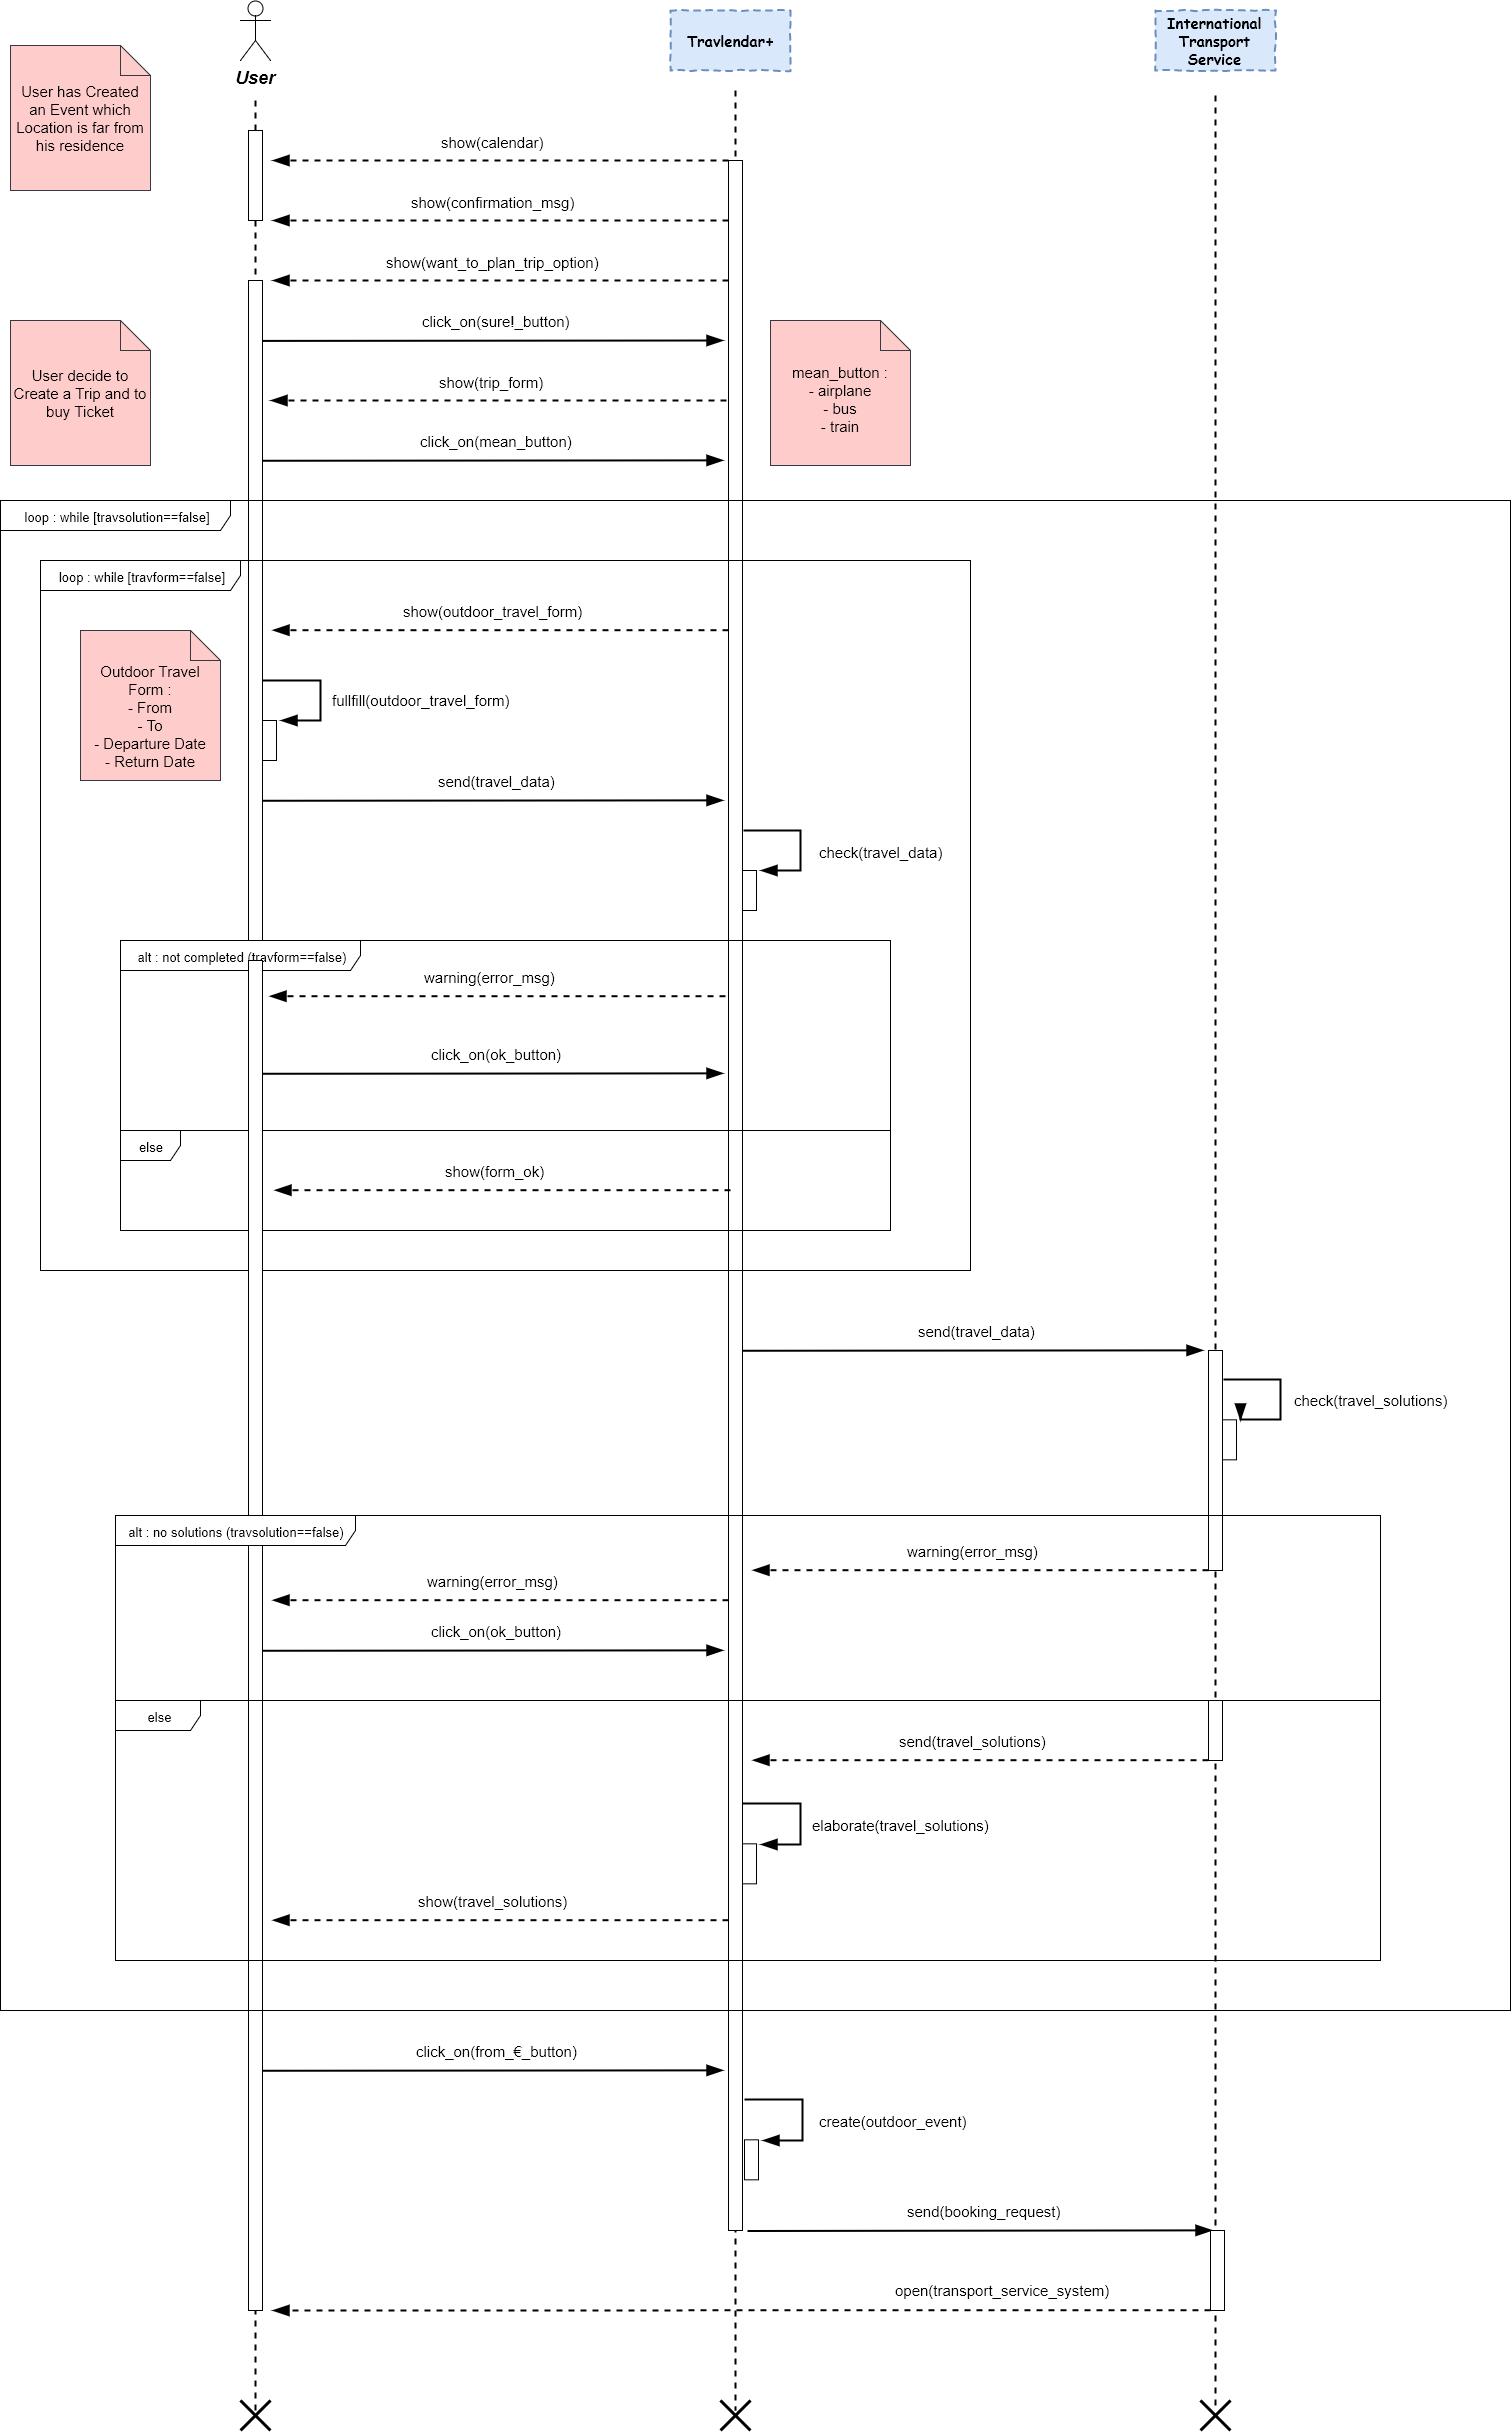 User
Travlendar+
International
Transport
Service
User has Created
an Event which
Location is far from
his residence
show(calendar)
show(confirmation_msg)
show(want_to_plan_trip_option)
click_on(sure!_button)
User decide to
Create a Trip and to
buy Ticket
show(trip_form)
mean_button :
- airplane
- bus
- train
click_on(mean_button)
loop : while [travsolution==false]
loop : while [travform==false]
show(outdoor_travel_form)
Outdoor Travel
Form :
- From
- To
- Departure Date
- Return Date
fullfill(outdoor_travel_form)
send(travel_data)
check(travel_data)
alt : not completed (travform==false)
warning(error_msg)
click_on(ok_button)
else
show(form_ok)
send(travel_data)
check(travel_solutions)
alt : no solutions (travsolution==false)
warning(error_msg)
warning(error_msg)
click_on(ok_button)
else
send(travel_solutions)
elaborate(travel_solutions)
show(travel_solutions)
click_on(from_€_button)
create(outdoor_event)
send(booking_request)
open(transport_service_system)